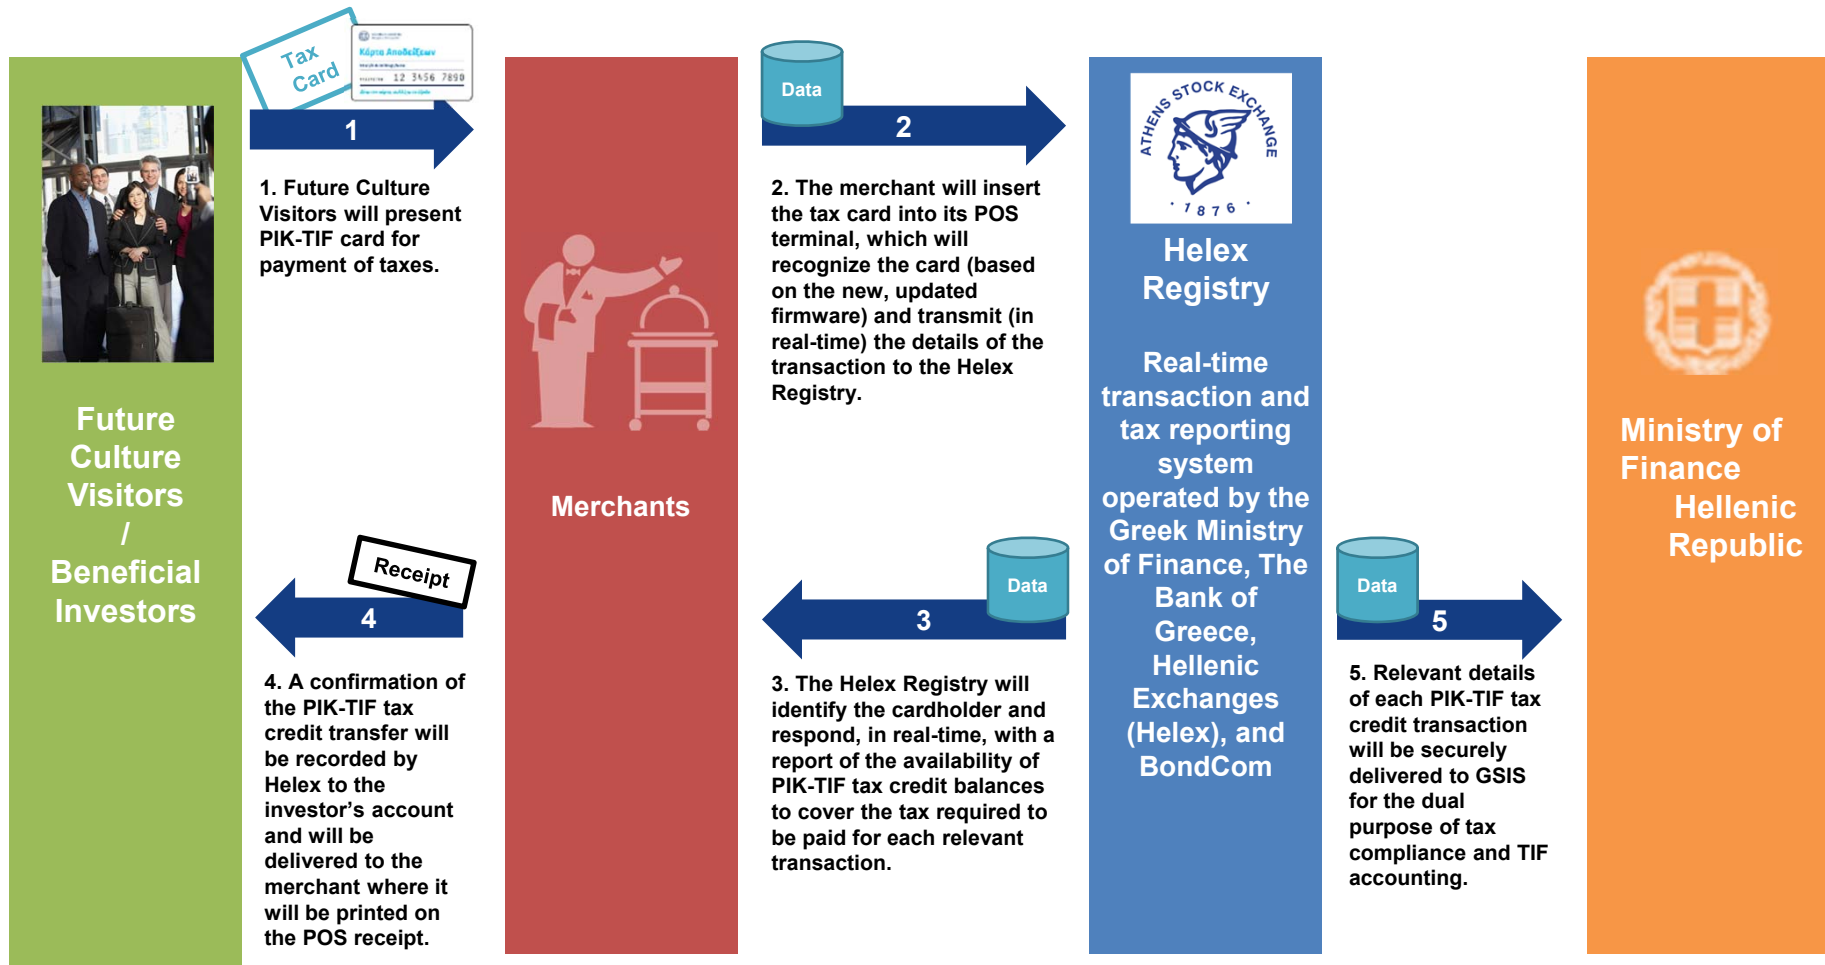 Tax
Card
Κάρτα Αποδείξεων
12 3456 7890
1
1. Future Culture
Visitors will present
PIK-TIF card for
payment of taxes.
Future
Culture
Visitors
/
Beneficial
Investors
Receipt
4
4. A confirmation of
the PIK-TIF tax
credit transfer will
be recorded by
Helex to the
investor’s account
and will be
delivered to the
merchant where it
will be printed on
the POS receipt.
Merchants
Data
2
2. The merchant will insert
the tax card into its POS
terminal, which will
recognize the card (based
on the new, updated
firmware) and transmit (in
real-time) the details of the
transaction to the Helex
Registry.
Data
3
3. The Helex Registry will
identify the cardholder and
respond, in real-time, with a
report of the availability of
PIK-TIF tax credit balances
to cover the tax required to
be paid for each relevant
transaction.
ATHENS STOCK EXCHANGE
· 1876 ·
Helex
Registry
Real-time
transaction and
tax reporting
system
operated by the
Greek Ministry
of Finance, The
Bank of
Greece,
Hellenic
Exchanges
(Helex), and
BondCom
Data
5
5. Relevant details
of each PIK-TIF tax
credit transaction
will be securely
delivered to GSIS
for the dual
purpose of tax
compliance and TIF
accounting.
Ministry of
Finance
Hellenic
Republic